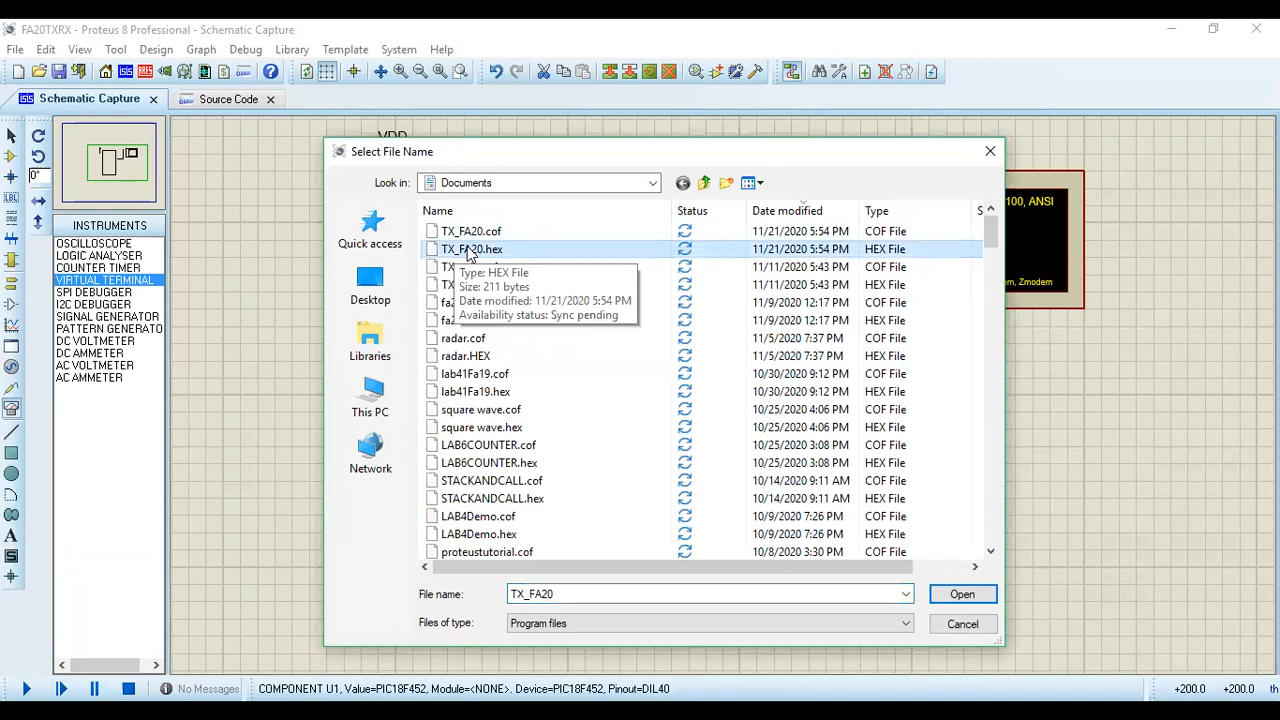 FA20TXRX - Proteus 8 Professional - Schematic Capture
File Edit View Tool Design Graph Debug Library Template System Help
Schematic Capture
Source Code
VDD
0°
INSTRUMENTS
OSCILLOSCOPE
LOGIC ANALYSER
COUNTER TIMER
VIRTUAL TERMINAL
SPI DEBUGGER
I2C DEBUGGER
SIGNAL GENERATOR
PATTERN GENERATO
DC VOLTMETER
DC AMMETER
AC VOLTMETER
AC AMMETER
Select File Name
Look in: Documents
Quick access
Desktop
Libraries
This PC
Network
Name Status Date modified Type S
TX_FA20.cof 11/21/2020 5:54 PM COF File
TX_FA20.hex 11/21/2020 5:54 PM HEX File
TX 11/11/2020 5:43 PM COF File
TX 11/11/2020 5:43 PM HEX File
fa2 11/9/2020 12:17 PM COF File
fa2 11/9/2020 12:17 PM HEX File
radar.cof 11/5/2020 7:37 PM COF File
radar.HEX 11/5/2020 7:37 PM HEX File
lab41Fa19.cof 10/30/2020 9:12 PM COF File
lab41Fa19.hex 10/30/2020 9:12 PM HEX File
square wave.cof 10/25/2020 4:06 PM COF File
square wave.hex 10/25/2020 4:06 PM HEX File
LAB6COUNTER.cof 10/25/2020 3:08 PM COF File
LAB6COUNTER.hex 10/25/2020 3:08 PM HEX File
STACKANDCALL.cof 10/14/2020 9:11 AM COF File
STACKANDCALL.hex 10/14/2020 9:11 AM HEX File
LAB4Demo.cof 10/9/2020 7:26 PM COF File
LAB4Demo.hex 10/9/2020 7:26 PM HEX File
proteustutorial.cof 10/8/2020 3:30 PM COF File
Type: HEX File
Size: 211 bytes
Date modified: 11/21/2020 5:54 PM
Availability status: Sync pending
File name: TX_FA20 Open
Files of type: Program files Cancel
100, ANSI
m, Zmodem
No Messages COMPONENT U1, Value=PIC18F452, Module=<NONE>, Device=PIC18F452, Pinout=DIL40 +200.0 +200.0 th